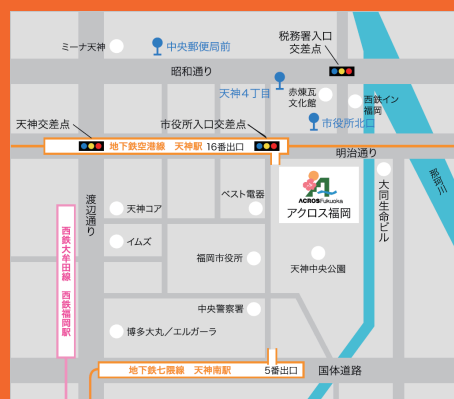 ミーナ天神
中央郵便局前
税務署入口
交差点
昭和通り
天神4丁目
赤煉瓦
文化館
西鉄イン
福岡
市役所北口
天神交差点
市役所入口交差点
地下鉄空港線 天神駅 16番出口
明治通り
那珂川
渡辺通り
天神コア
ベスト電器
ACROS Fukuoka
アクロス福岡
大同生命ビル
イムズ
福岡市役所
天神中央公園
西鉄大牟田線 西鉄福岡駅
中央警察署
博多大丸/エルガーラ
地下鉄七隈線 天神南駅 5番出口
国体道路